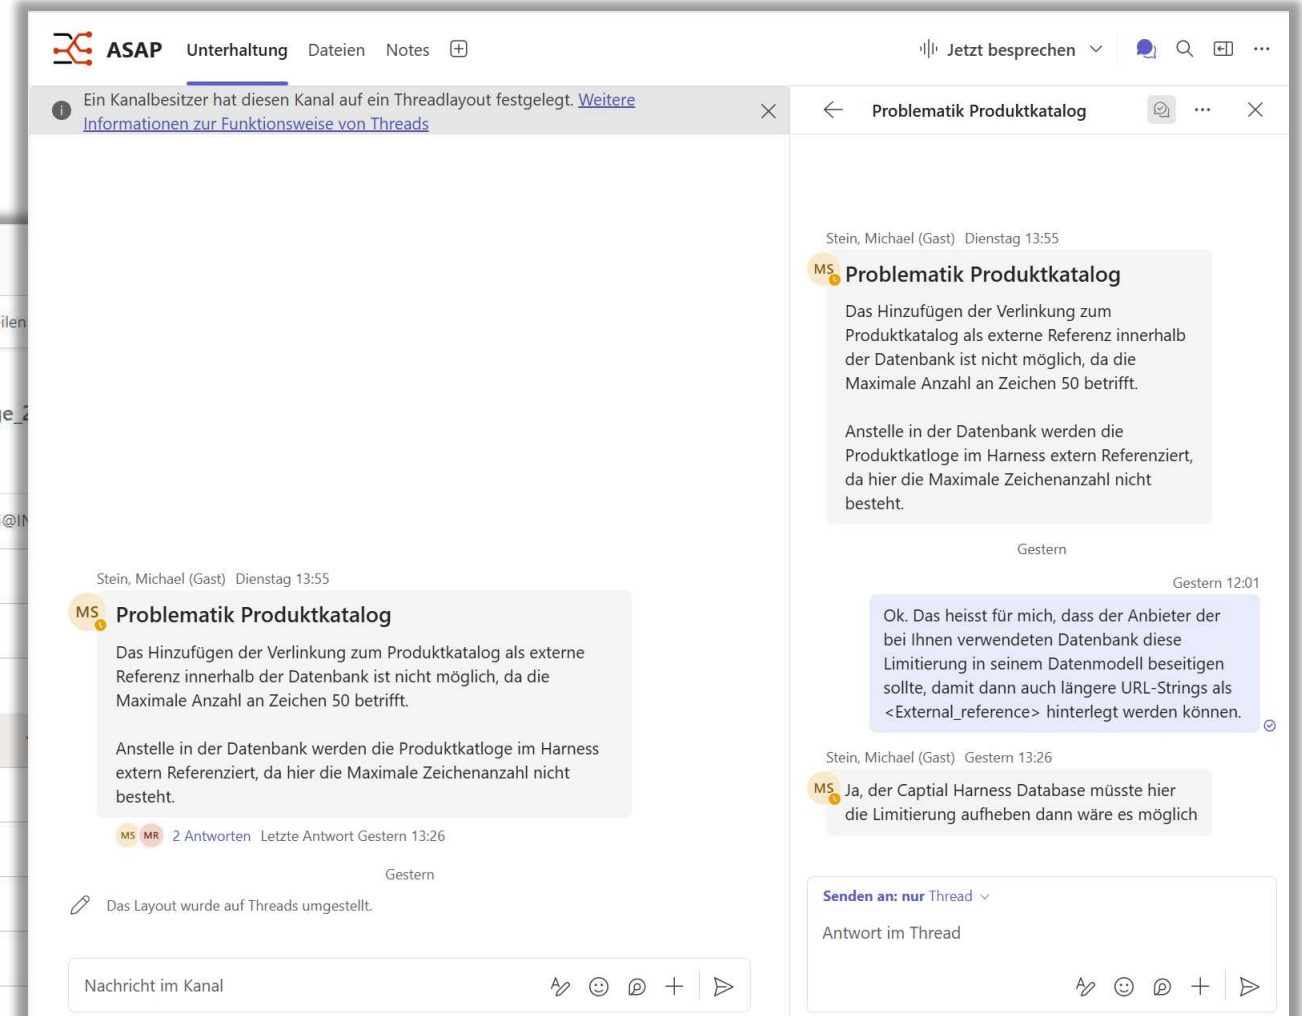 ASAP Unterhaltung Dateien Notes
Jetzt besprechen
Ein Kanalbesitzer hat diesen Kanal auf ein Threadlayout festgelegt. Weitere
Informationen zur Funktionsweise von Threads
Stein, Michael (Gast) Dienstag 13:55
MS
Problematik Produktkatalog
Das Hinzufügen der Verlinkung zum Produktkatalog als externe
Referenz innerhalb der Datenbank ist nicht möglich, da die
Maximale Anzahl an Zeichen 50 betrifft.
Anstelle in der Datenbank werden die Produktkatloge im Harness
extern Referenziert, da hier die Maximale Zeichenanzahl nicht
besteht.
MS MR 2 Antworten Letzte Antwort Gestern 13:26
Gestern
Das Layout wurde auf Threads umgestellt.
Nachricht im Kanal
Problematik Produktkatalog
Stein, Michael (Gast) Dienstag 13:55
MS
Problematik Produktkatalog
Das Hinzufügen der Verlinkung zum
Produktkatalog als externe Referenz innerhalb
der Datenbank ist nicht möglich, da die
Maximale Anzahl an Zeichen 50 betrifft.
Anstelle in der Datenbank werden die
Produktkatloge im Harness extern Referenziert,
da hier die Maximale Zeichenanzahl nicht
besteht.
Gestern
Gestern 12:01
Ok. Das heisst für mich, dass der Anbieter der
bei Ihnen verwendeten Datenbank diese
Limitierung in seinem Datenmodell beseitigen
sollte, damit dann auch längere URL-Strings als
<External_reference> hinterlegt werden können.
Stein, Michael (Gast) Gestern 13:26
MS
Ja, der Captial Harness Database müsste hier
die Limitierung aufheben dann wäre es möglich
Senden an: nur Thread
Antwort im Thread